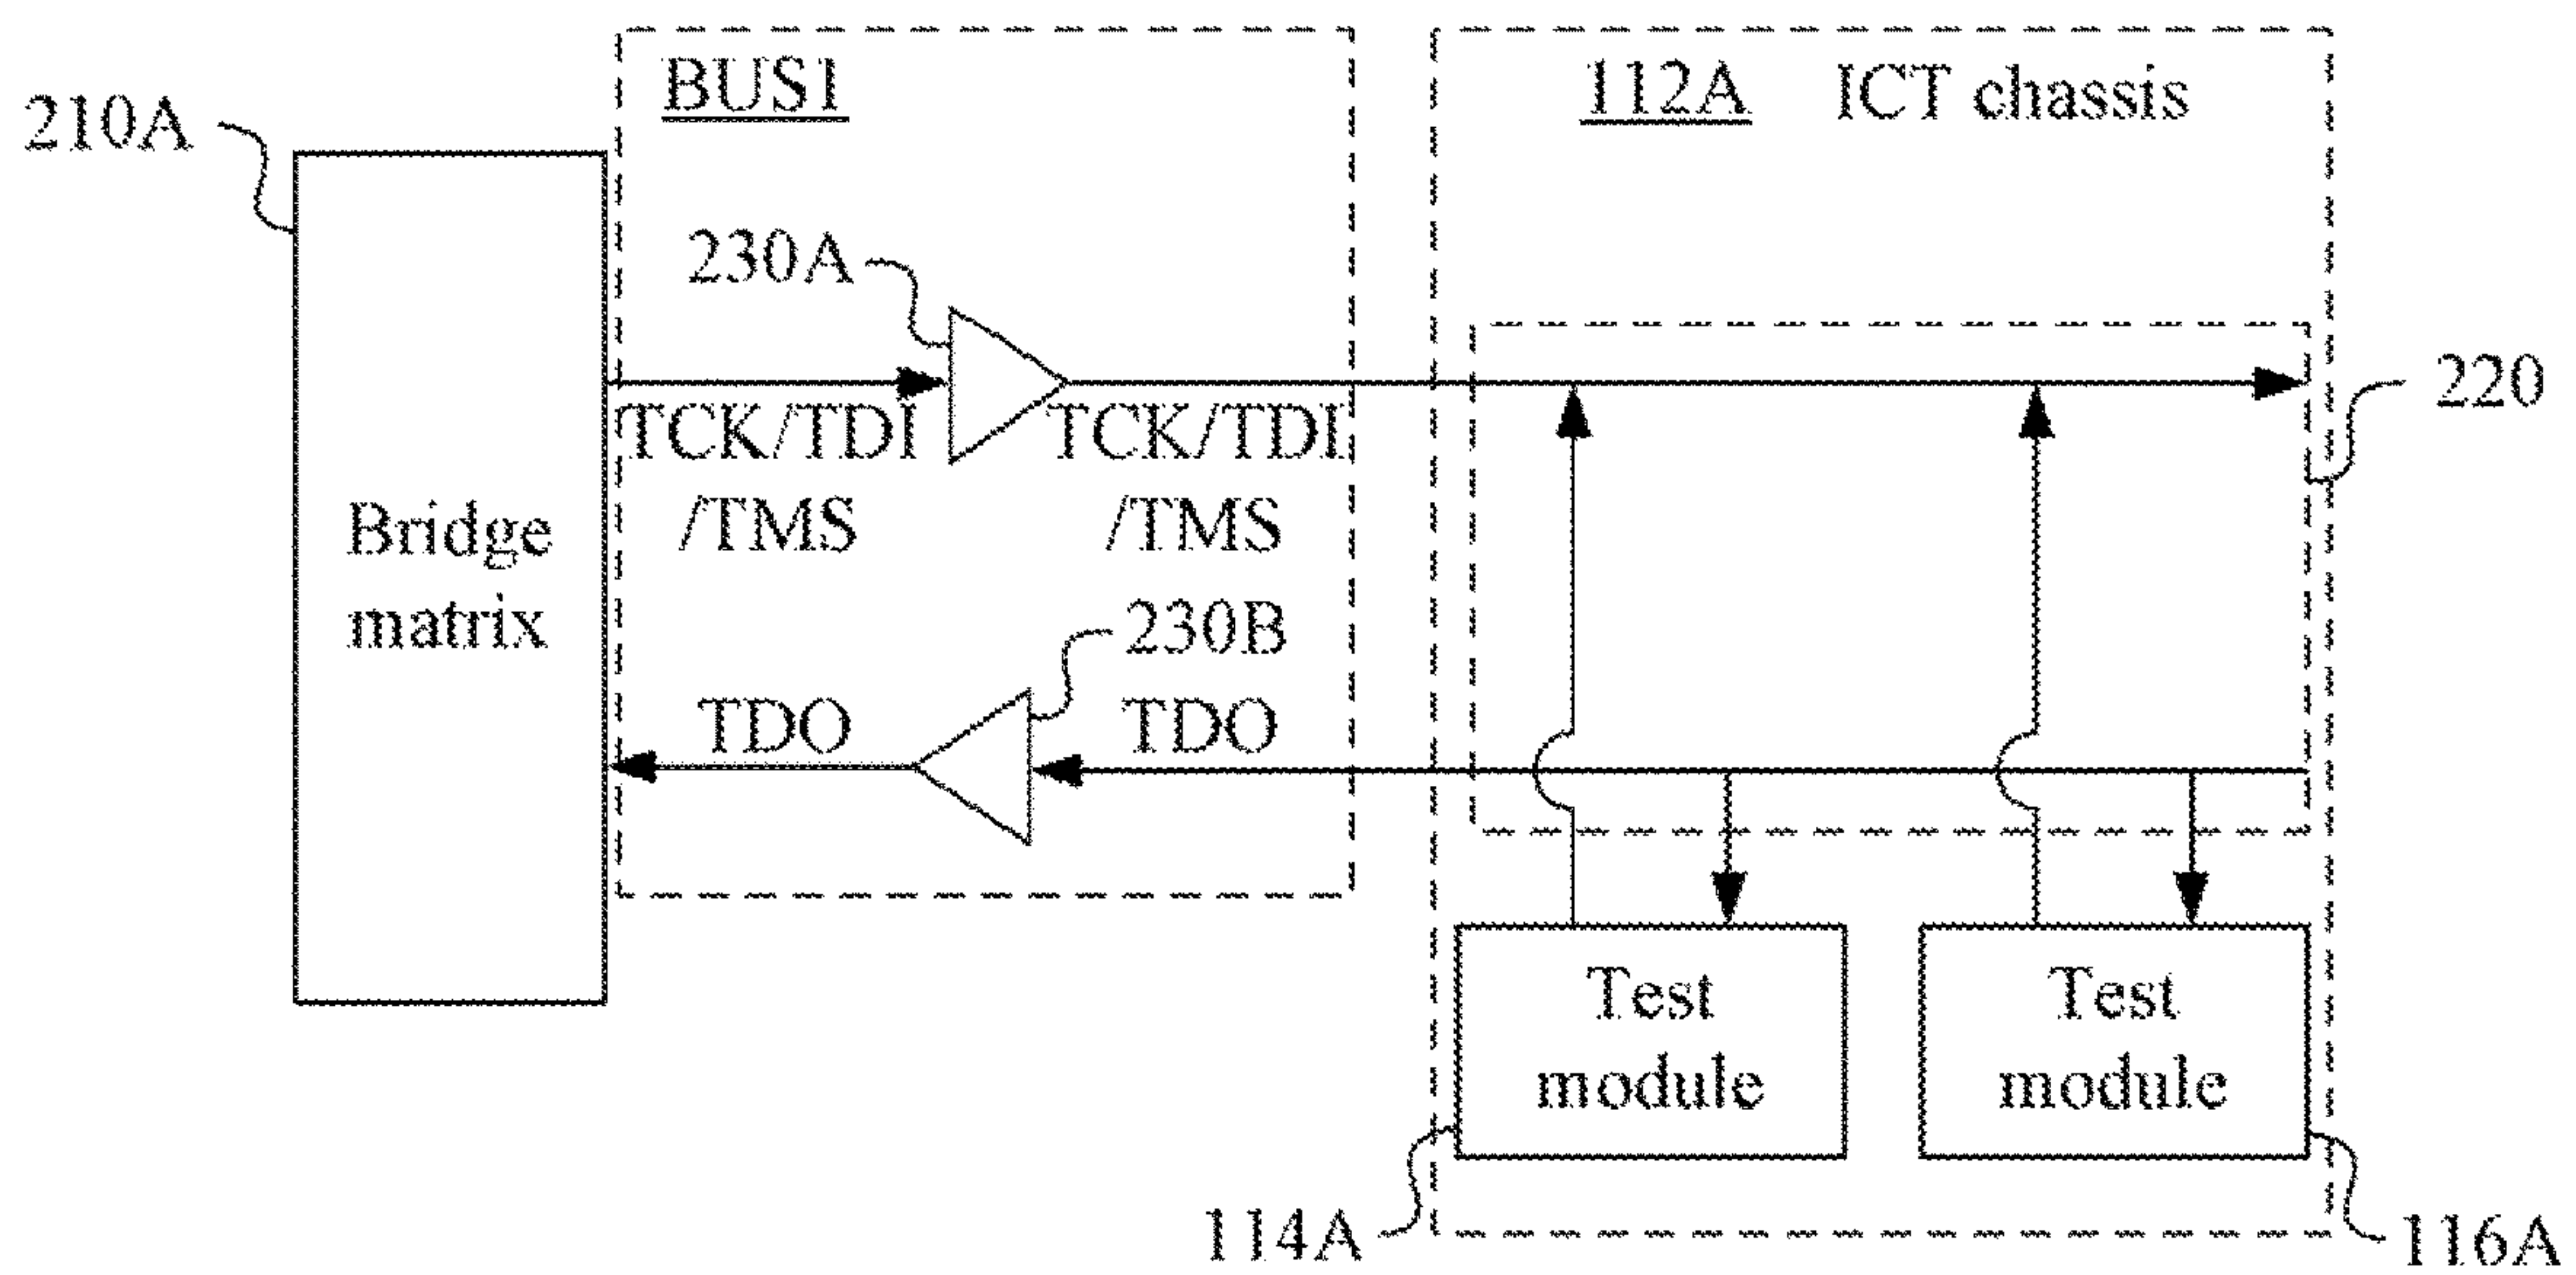 BUS1
112A ICT chassis
210A
230A
220
TCK/TDI
/TMS
TCK/TDI
/TMS
Bridge
matrix
230B
TDO
TDO
Test
module
Test
module
114A
116A